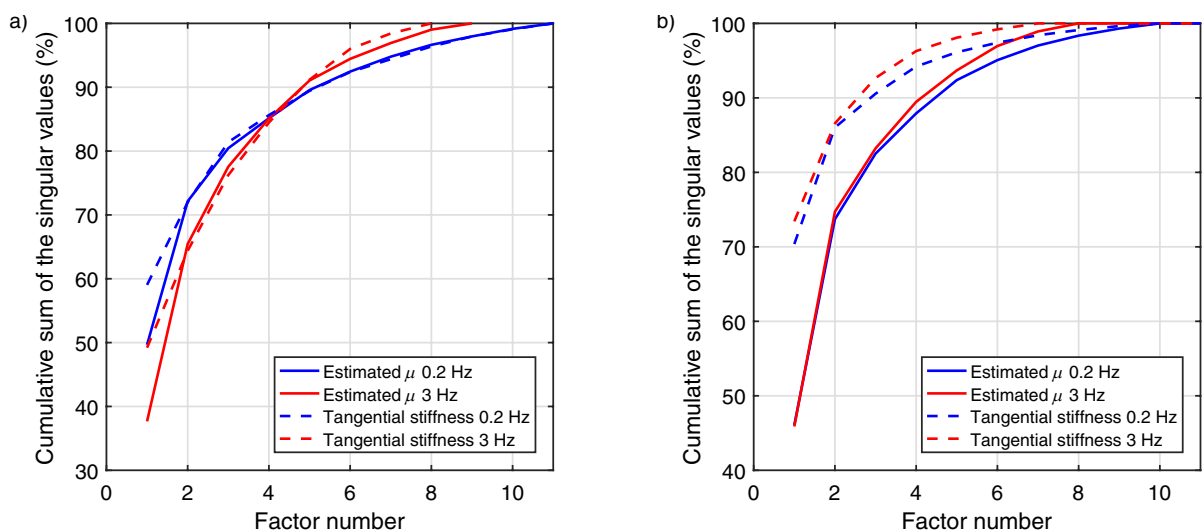 a)
Cumulative sum of the singular values (%)
100
90
80
70
60
50
40
30
0
2
4
6
8
10
Factor number
Estimated μ 0.2 Hz
Estimated μ 3 Hz
Tangential stiffness 0.2 Hz
Tangential stiffness 3 Hz
b)
Cumulative sum of the singular values (%)
100
90
80
70
60
50
40
0
2
4
6
8
10
Factor number
Estimated μ 0.2 Hz
Estimated μ 3 Hz
Tangential stiffness 0.2 Hz
Tangential stiffness 3 Hz